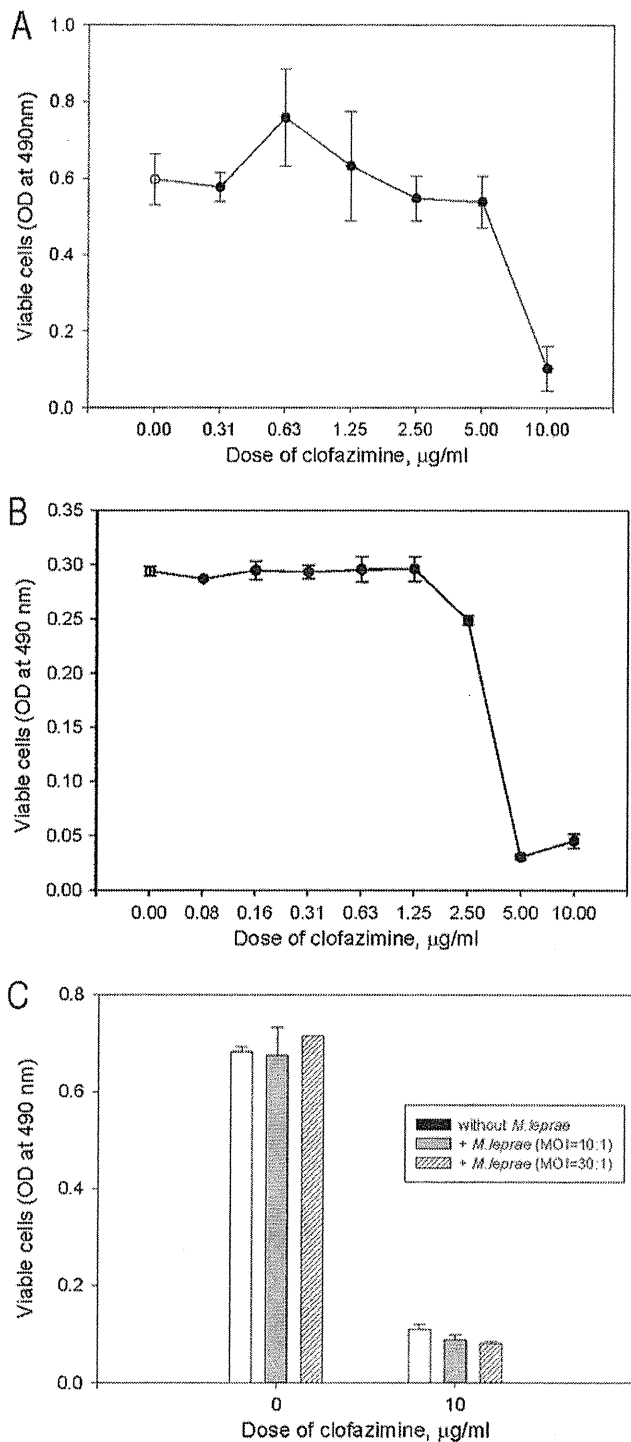 A
1.0
0.8
0.6
0.4
0.2
0.0
Viable cells (OD at 490nm)
0.00 0.31 0.63 1.25 2.50 5.00 10.00
Dose of clofazimine, µg/ml
B
0.35
0.30
0.25
0.20
0.15
0.10
0.05
0.00
Viable cells (OD at 490 nm)
0.00 0.08 0.16 0.31 0.63 1.25 2.50 5.00 10.00
Dose of clofazimine, µg/ml
C
0.8
0.6
0.4
0.2
0.0
Viable cells (OD at 490 nm)
without M.leprae
+ M.leprae (MOI=10:1)
+ M.leprae (MOI=30:1)
0 10
Dose of clofazimine, µg/ml